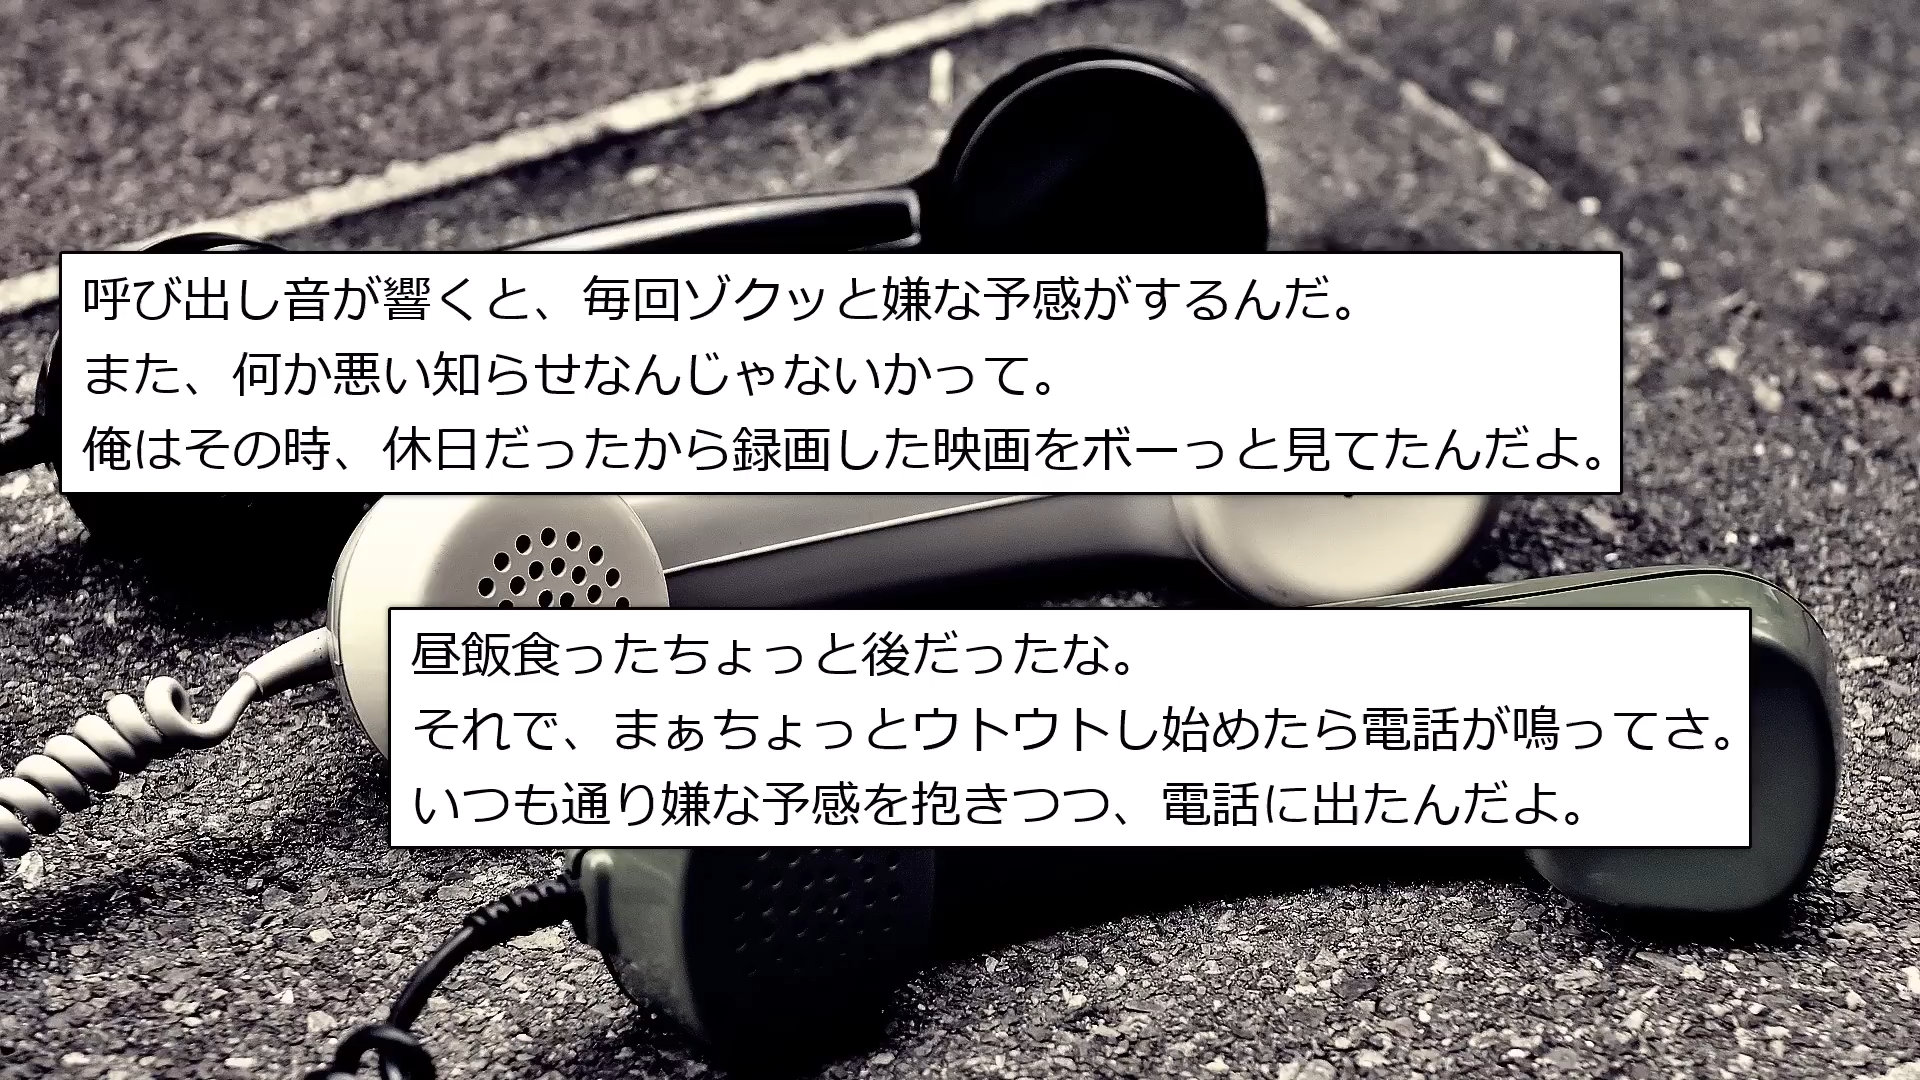 呼び出し音が響くと、毎回ゾクッと嫌な予感がするんだ。
また、何か悪い知らせなんじゃないかって。
俺はその時、休日だったから録画した映画をボーっと見てたんだよ。
昼飯食ったちょっと後だったな。
それで、まぁちょっとウトウトし始めたら電話が鳴ってさ。
いつも通り嫌な予感を抱きつつ、電話に出たんだよ。